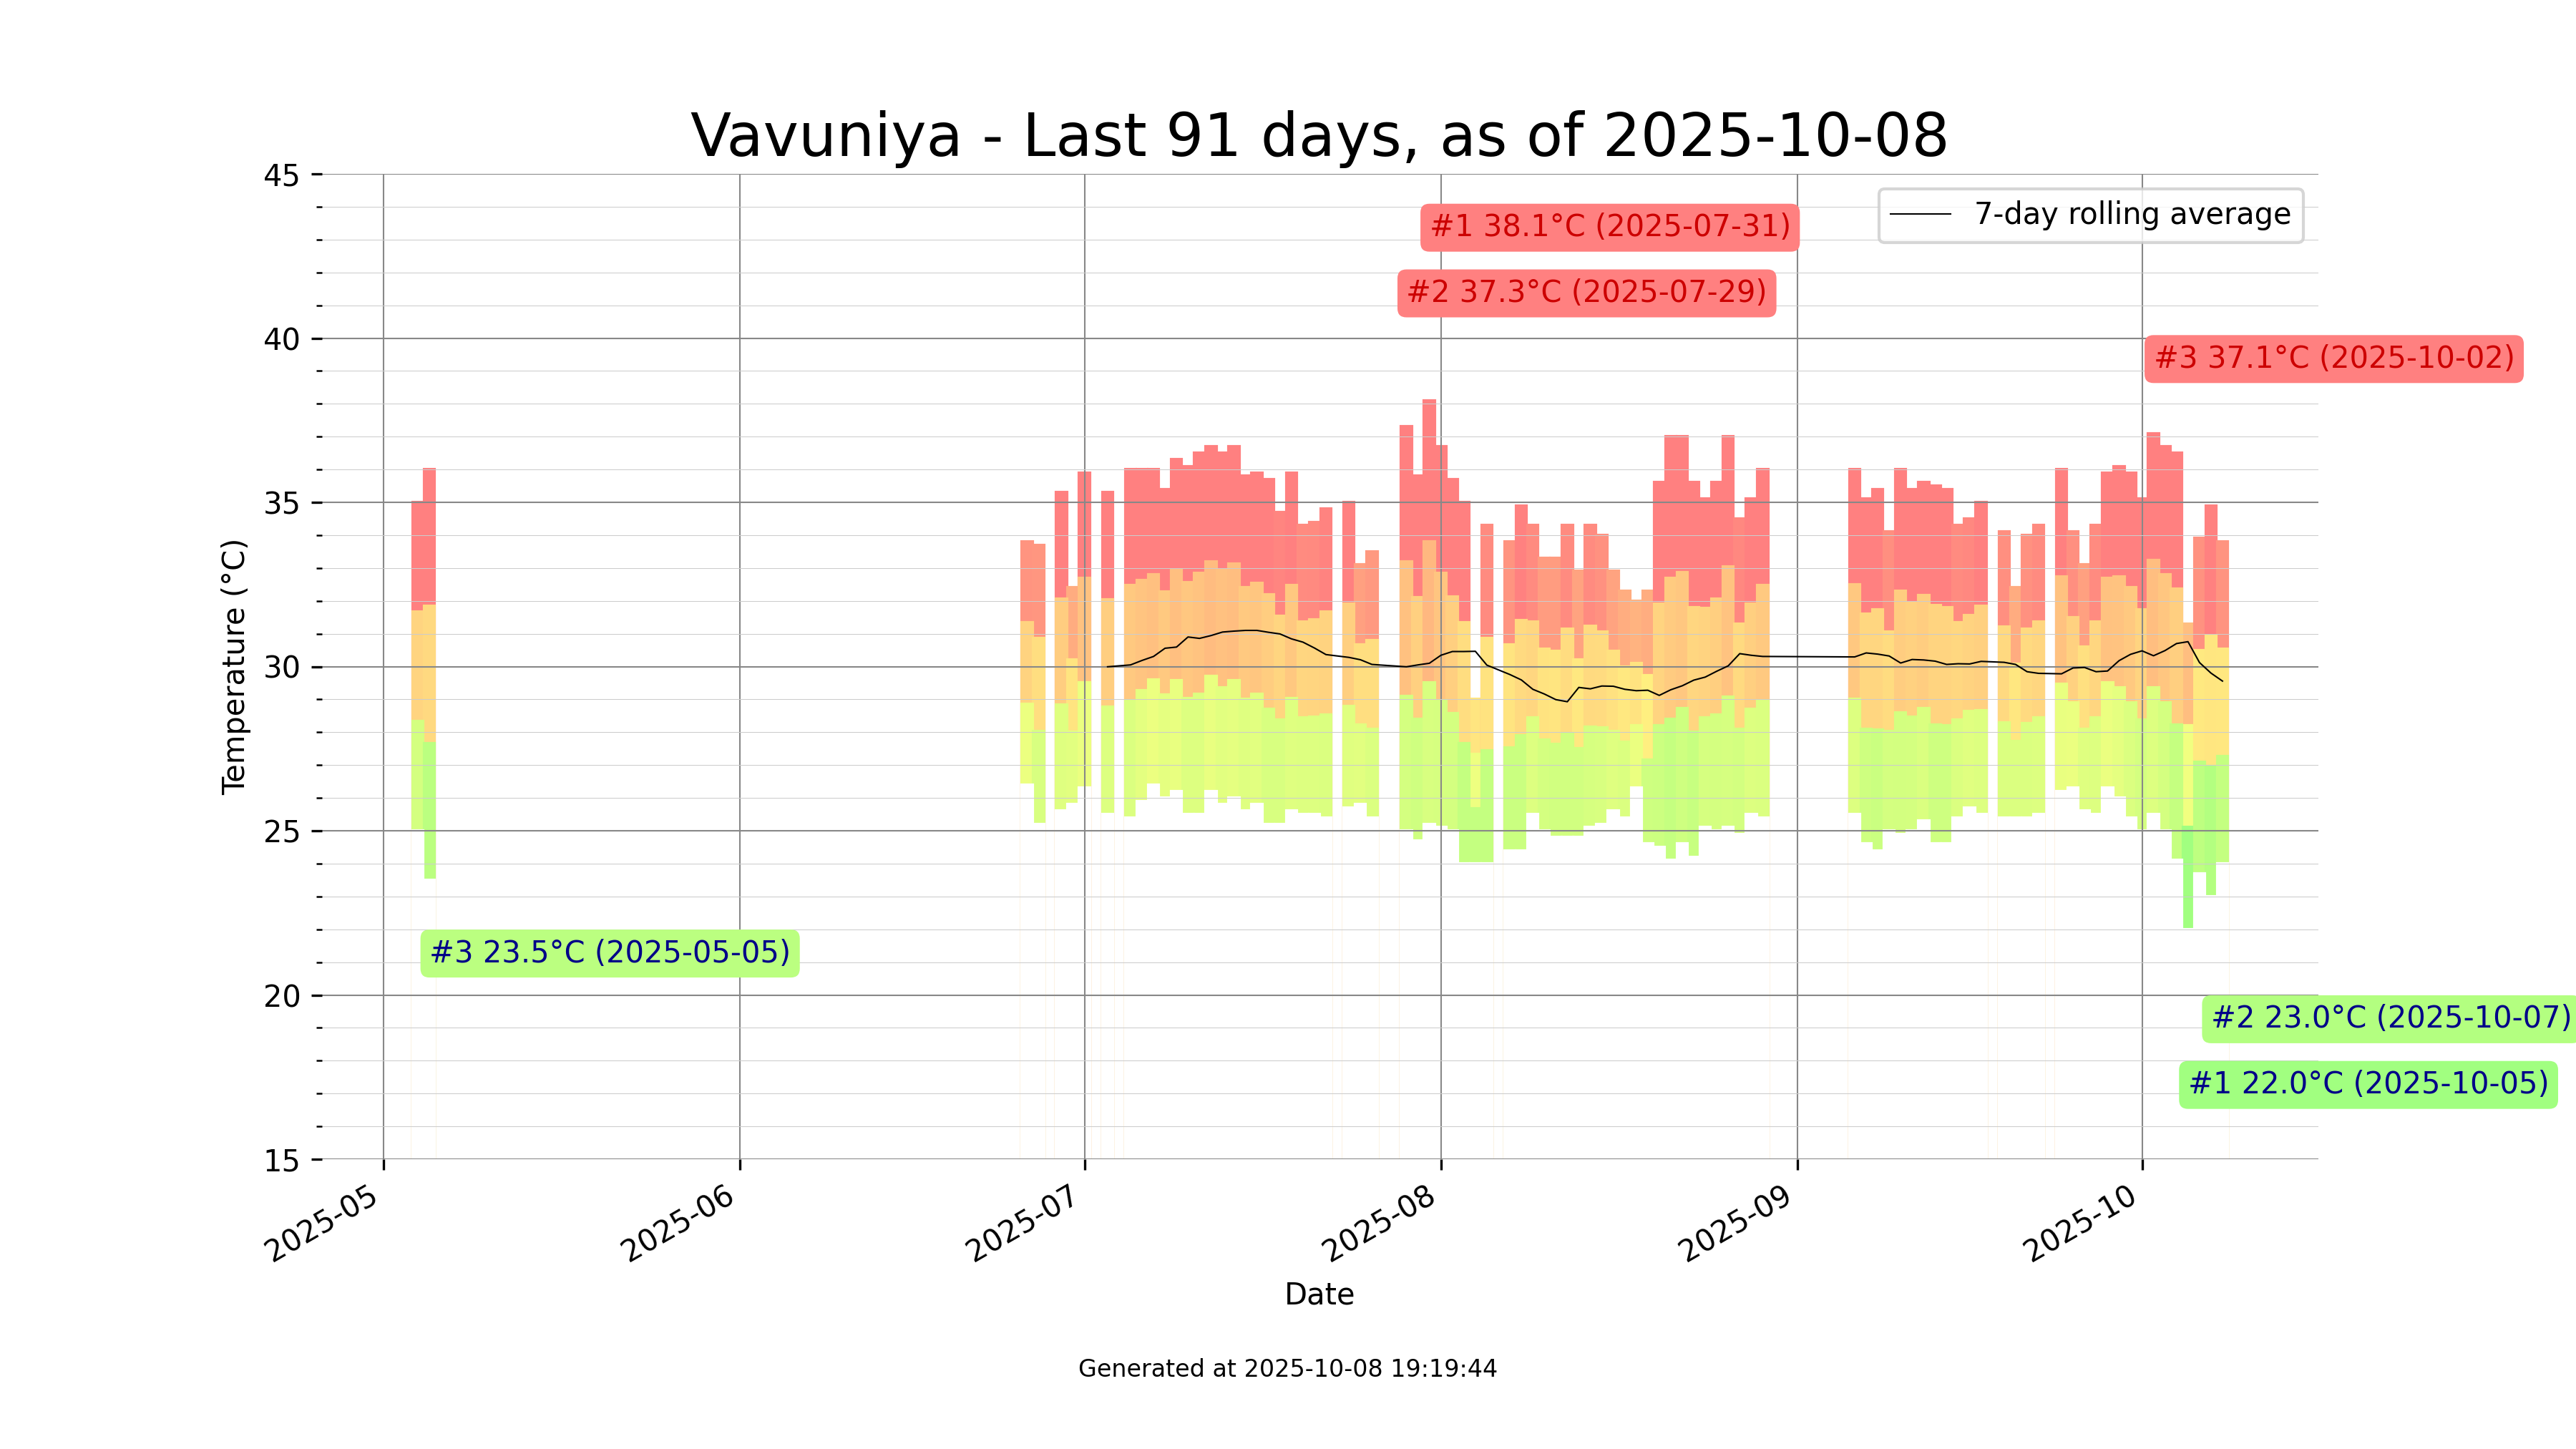 Vavuniya - Last 91 days, as of 2025-10-08
7-day rolling average
#1 38.1°C (2025-07-31)
#2 37.3°C (2025-07-29)
#3 37.1°C (2025-10-02)
#3 23.5°C (2025-05-05)
#2 23.0°C (2025-10-07)
#1 22.0°C (2025-10-05)
Temperature (°C)
45
40
35
30
25
20
15
2025-05
2025-06
2025-07
2025-08
2025-09
2025-10
Date
Generated at 2025-10-08 19:19:44